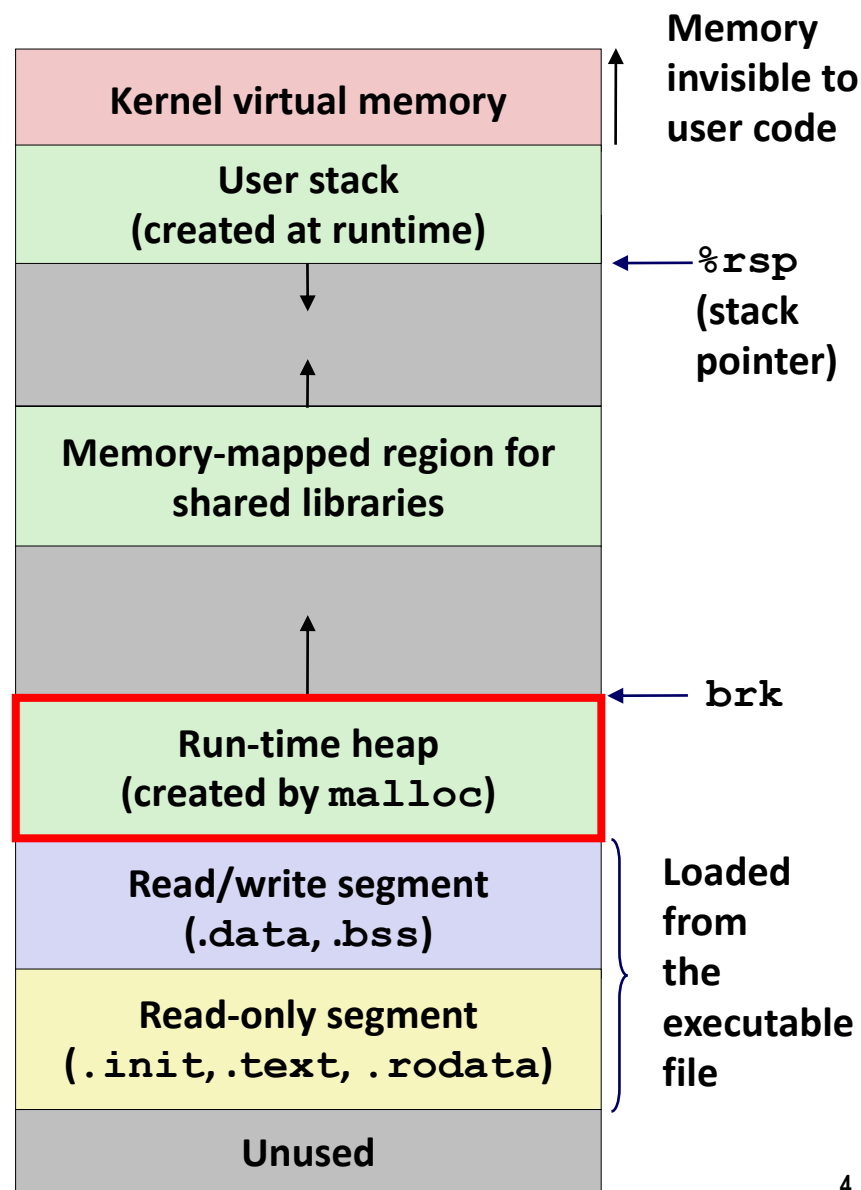 Memory
invisible to
user code
Kernel virtual memory
User stack
(created at runtime)
%rsp
(stack
pointer)
Memory-mapped region for
shared libraries
brk
Run-time heap
(created by malloc)
Read/write segment
(.data, .bss)
Read-only segment
(.init, .text, .rodata)
Loaded
from
the
executable
file
Unused
4